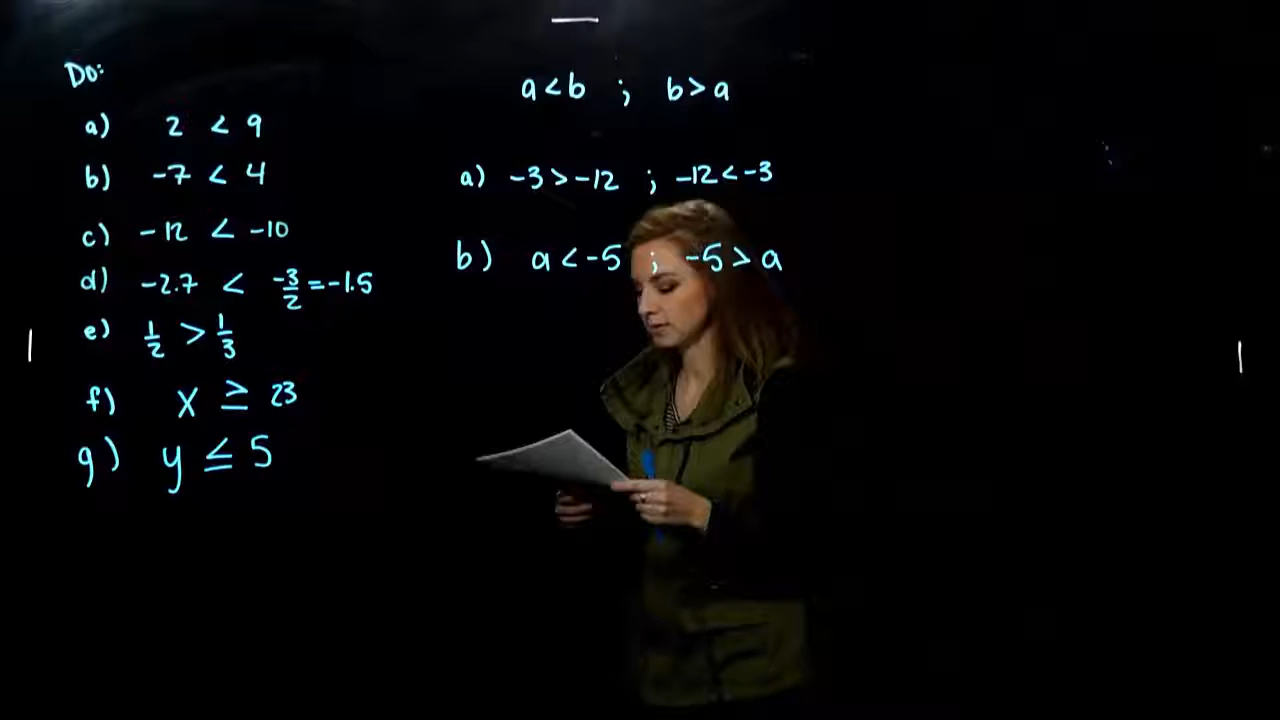 Do:
a) 2 < 9
b) -7 < 4
c) -12 < -10
d) -2.7 < -3/2 = -1.5
e) 1/2 > 1/3
f) x ≥ 23
g) y ≤ 5
a < b ; b > a
a) -3 > -12 ; -12 < -3
b) a < -5 ; -5 > a